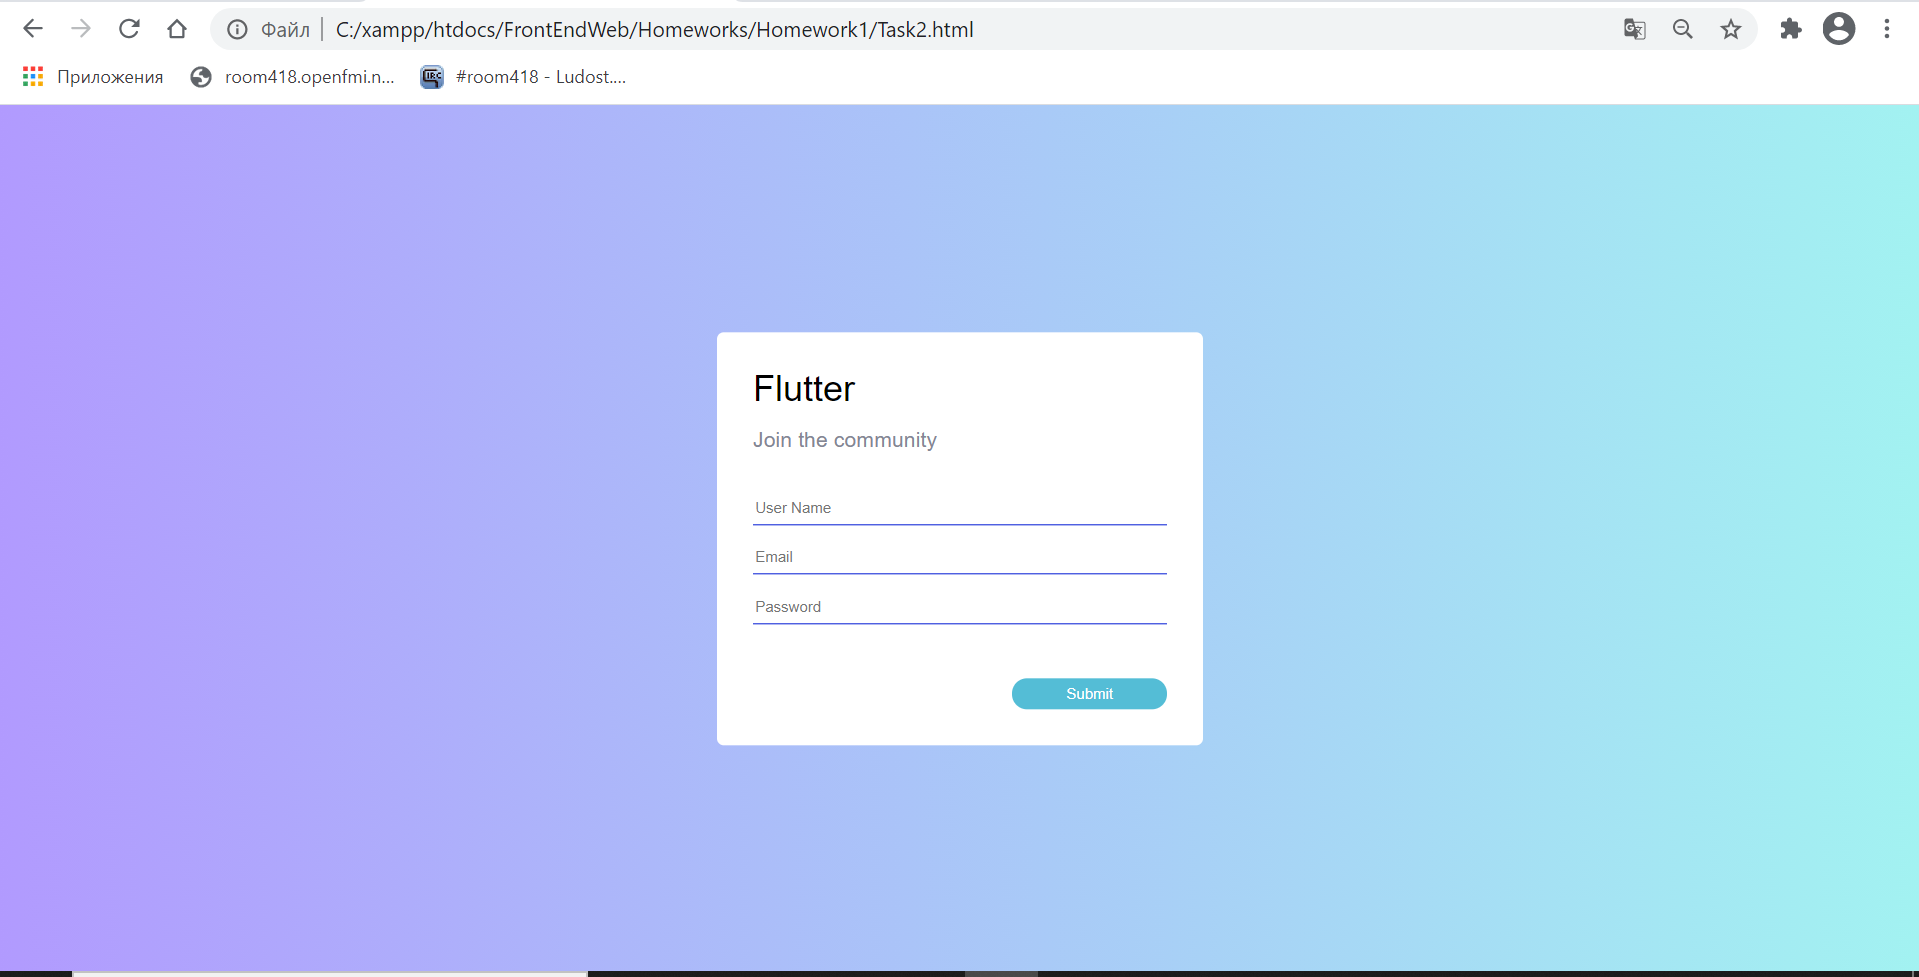 Файл | C:/xampp/htdocs/FrontEndWeb/Homeworks/Homework1/Task2.html
Приложения room418.openfmi.n... #room418 - Ludost....
Flutter
Join the community
User Name
Email
Password
Submit